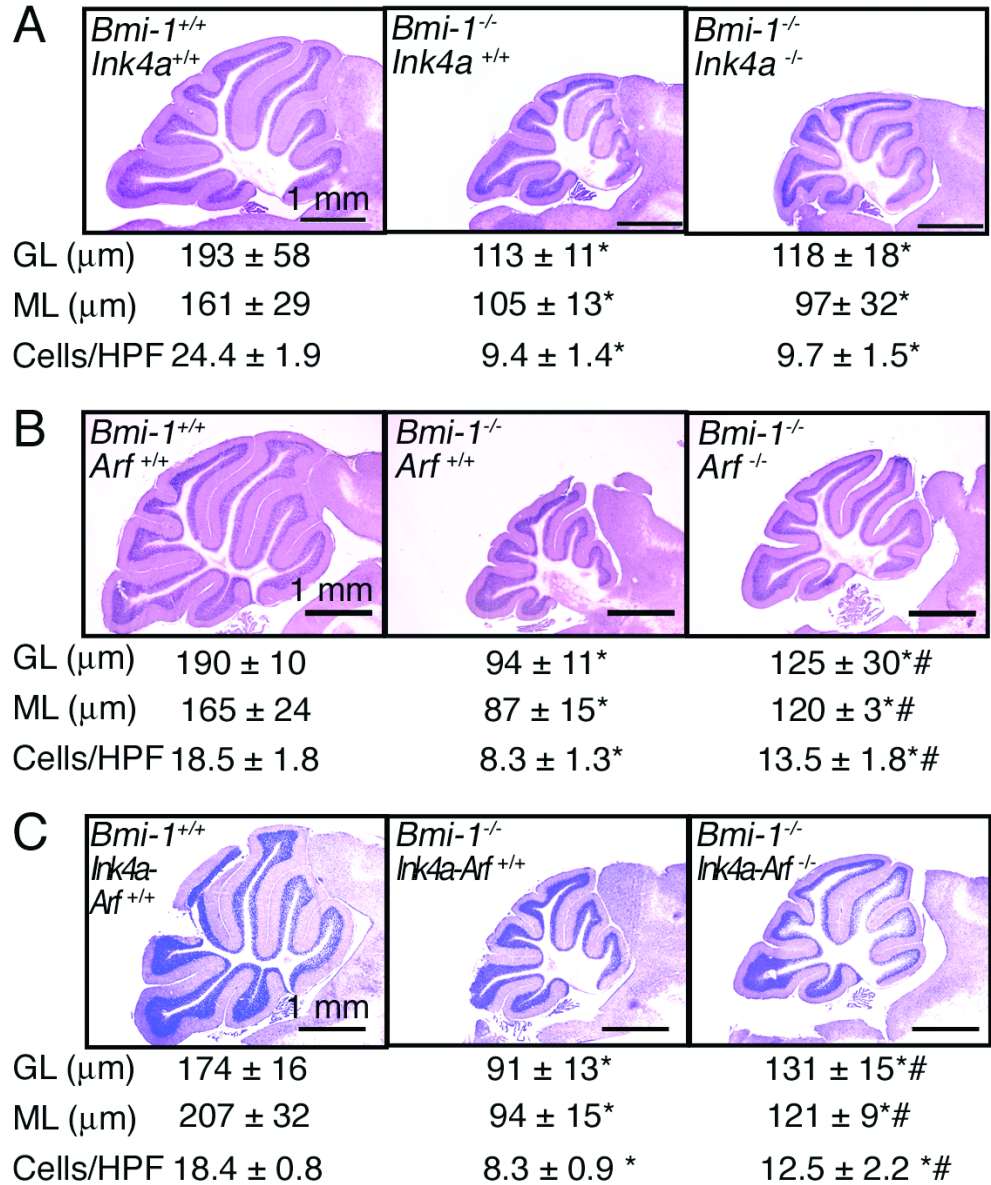 A
Bmi-1+/+
Ink4a+/+
Bmi-1-/-
Ink4a +/+
Bmi-1-/-
Ink4a -/-
1 mm
GL (μm) 193 ± 58 113 ± 11* 118 ± 18*
ML (μm) 161 ± 29 105 ± 13* 97± 32*
Cells/HPF 24.4 ± 1.9 9.4 ± 1.4* 9.7 ± 1.5*
B
Bmi-1+/+
Arf +/+
Bmi-1-/-
Arf +/+
Bmi-1-/-
Arf -/-
1 mm
GL (μm) 190 ± 10 94 ± 11* 125 ± 30*#
ML (μm) 165 ± 24 87 ± 15* 120 ± 3*#
Cells/HPF 18.5 ± 1.8 8.3 ± 1.3* 13.5 ± 1.8*#
C
Bmi-1+/+
Ink4a-
Arf +/+
Bmi-1-/-
Ink4a-Arf +/+
Bmi-1-/-
Ink4a-Arf -/-
1 mm
GL (μm) 174 ± 16 91 ± 13* 131 ± 15*#
ML (μm) 207 ± 32 94 ± 15* 121 ± 9*#
Cells/HPF 18.4 ± 0.8 8.3 ± 0.9 * 12.5 ± 2.2 *#